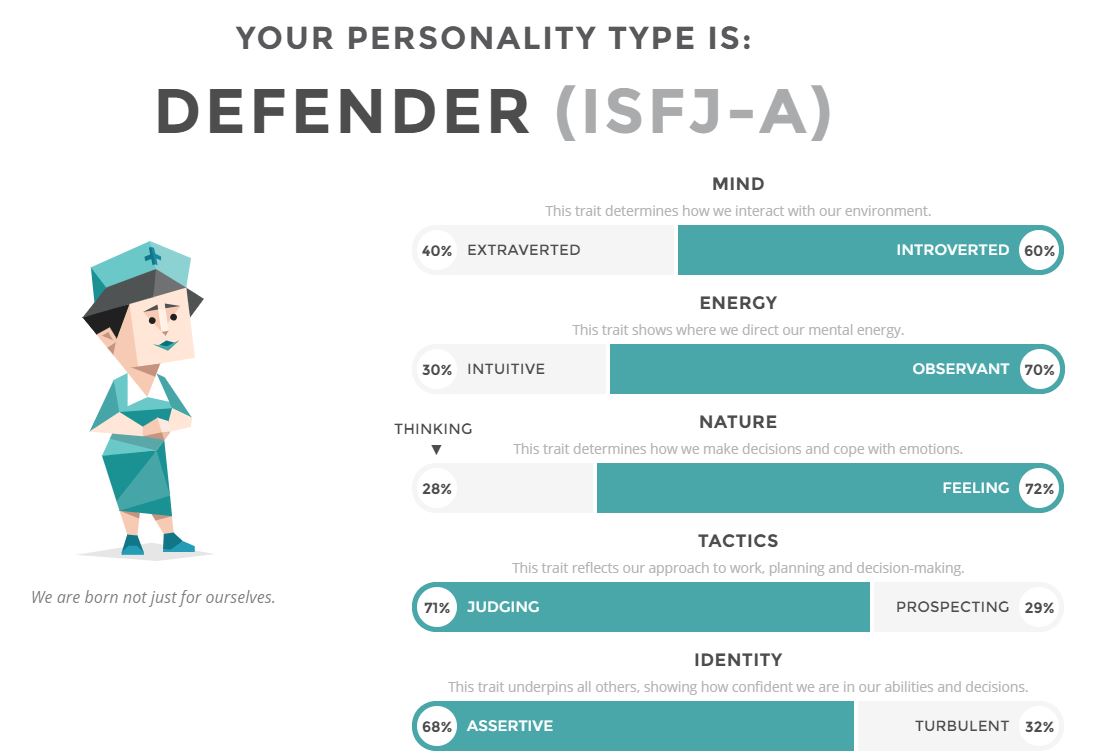 YOUR PERSONALITY TYPE IS:
DEFENDER (ISFJ-A)
MIND
This trait determines how we interact with our environment.
40% EXTRAVERTED INTROVERTED 60%
ENERGY
This trait shows where we direct our mental energy.
30% INTUITIVE OBSERVANT 70%
NATURE
THINKING
This trait determines how we make decisions and cope with emotions.
28% FEELING 72%
TACTICS
This trait reflects our approach to work, planning and decision-making.
71% JUDGING PROSPECTING 29%
We are born not just for ourselves.
IDENTITY
This trait underpins all others, showing how confident we are in our abilities and decisions.
68% ASSERTIVE TURBULENT 32%